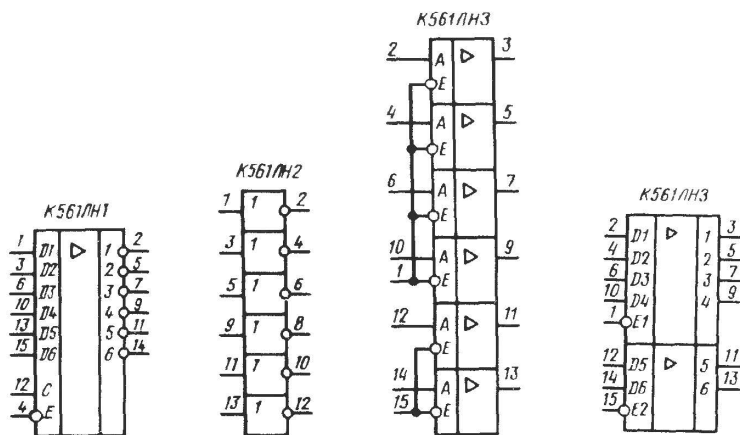 К561ЛН1
1 D1 1 2
3 D2 2 5
6 D3 3 7
10 D4 4 9
13 D5 5 11
15 D6 6 14
12 C
4 E
К561ЛН2
1 1 2
3 1 4
5 1 6
9 1 8
11 1 10
13 1 12
К561ЛН3
2 A 3
E
4 A 5
E
6 A 7
E
10 A 9
1 E
12 A 11
E
14 A 13
15 E
К561ЛН3
2 D1 1 3
4 D2 2 5
6 D3 3 7
10 D4 4 9
1 E1
12 D5 5 11
14 D6 6 13
15 E2